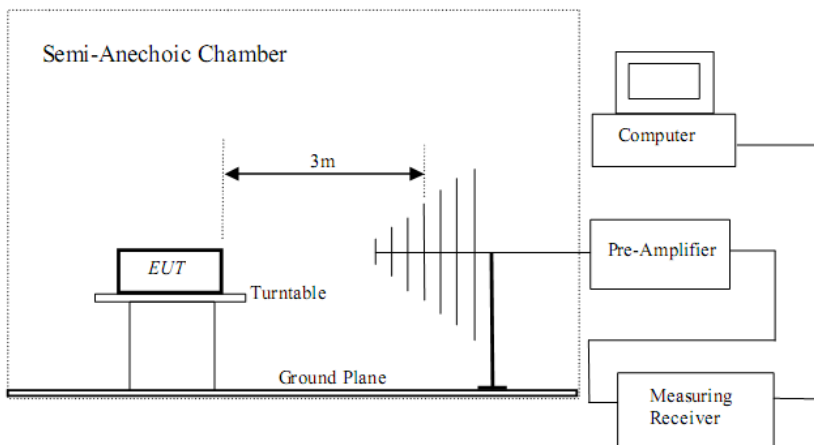 Semi-Anechoic Chamber
3m
EUT
Turntable
Ground Plane
Computer
Pre-Amplifier
Measuring
Receiver